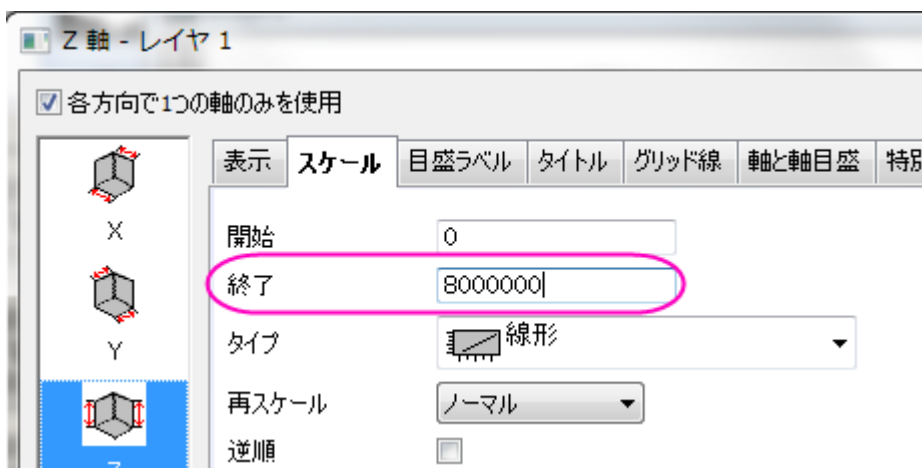 Z 軸 - レイヤ 1
各方向で1つの軸のみを使用
表示 スケール 目盛ラベル タイトル グリッド線 軸と軸目盛 特別
X
開始 0
終了 8000000
Y
タイプ 線形
再スケール ノーマル
逆順
Z